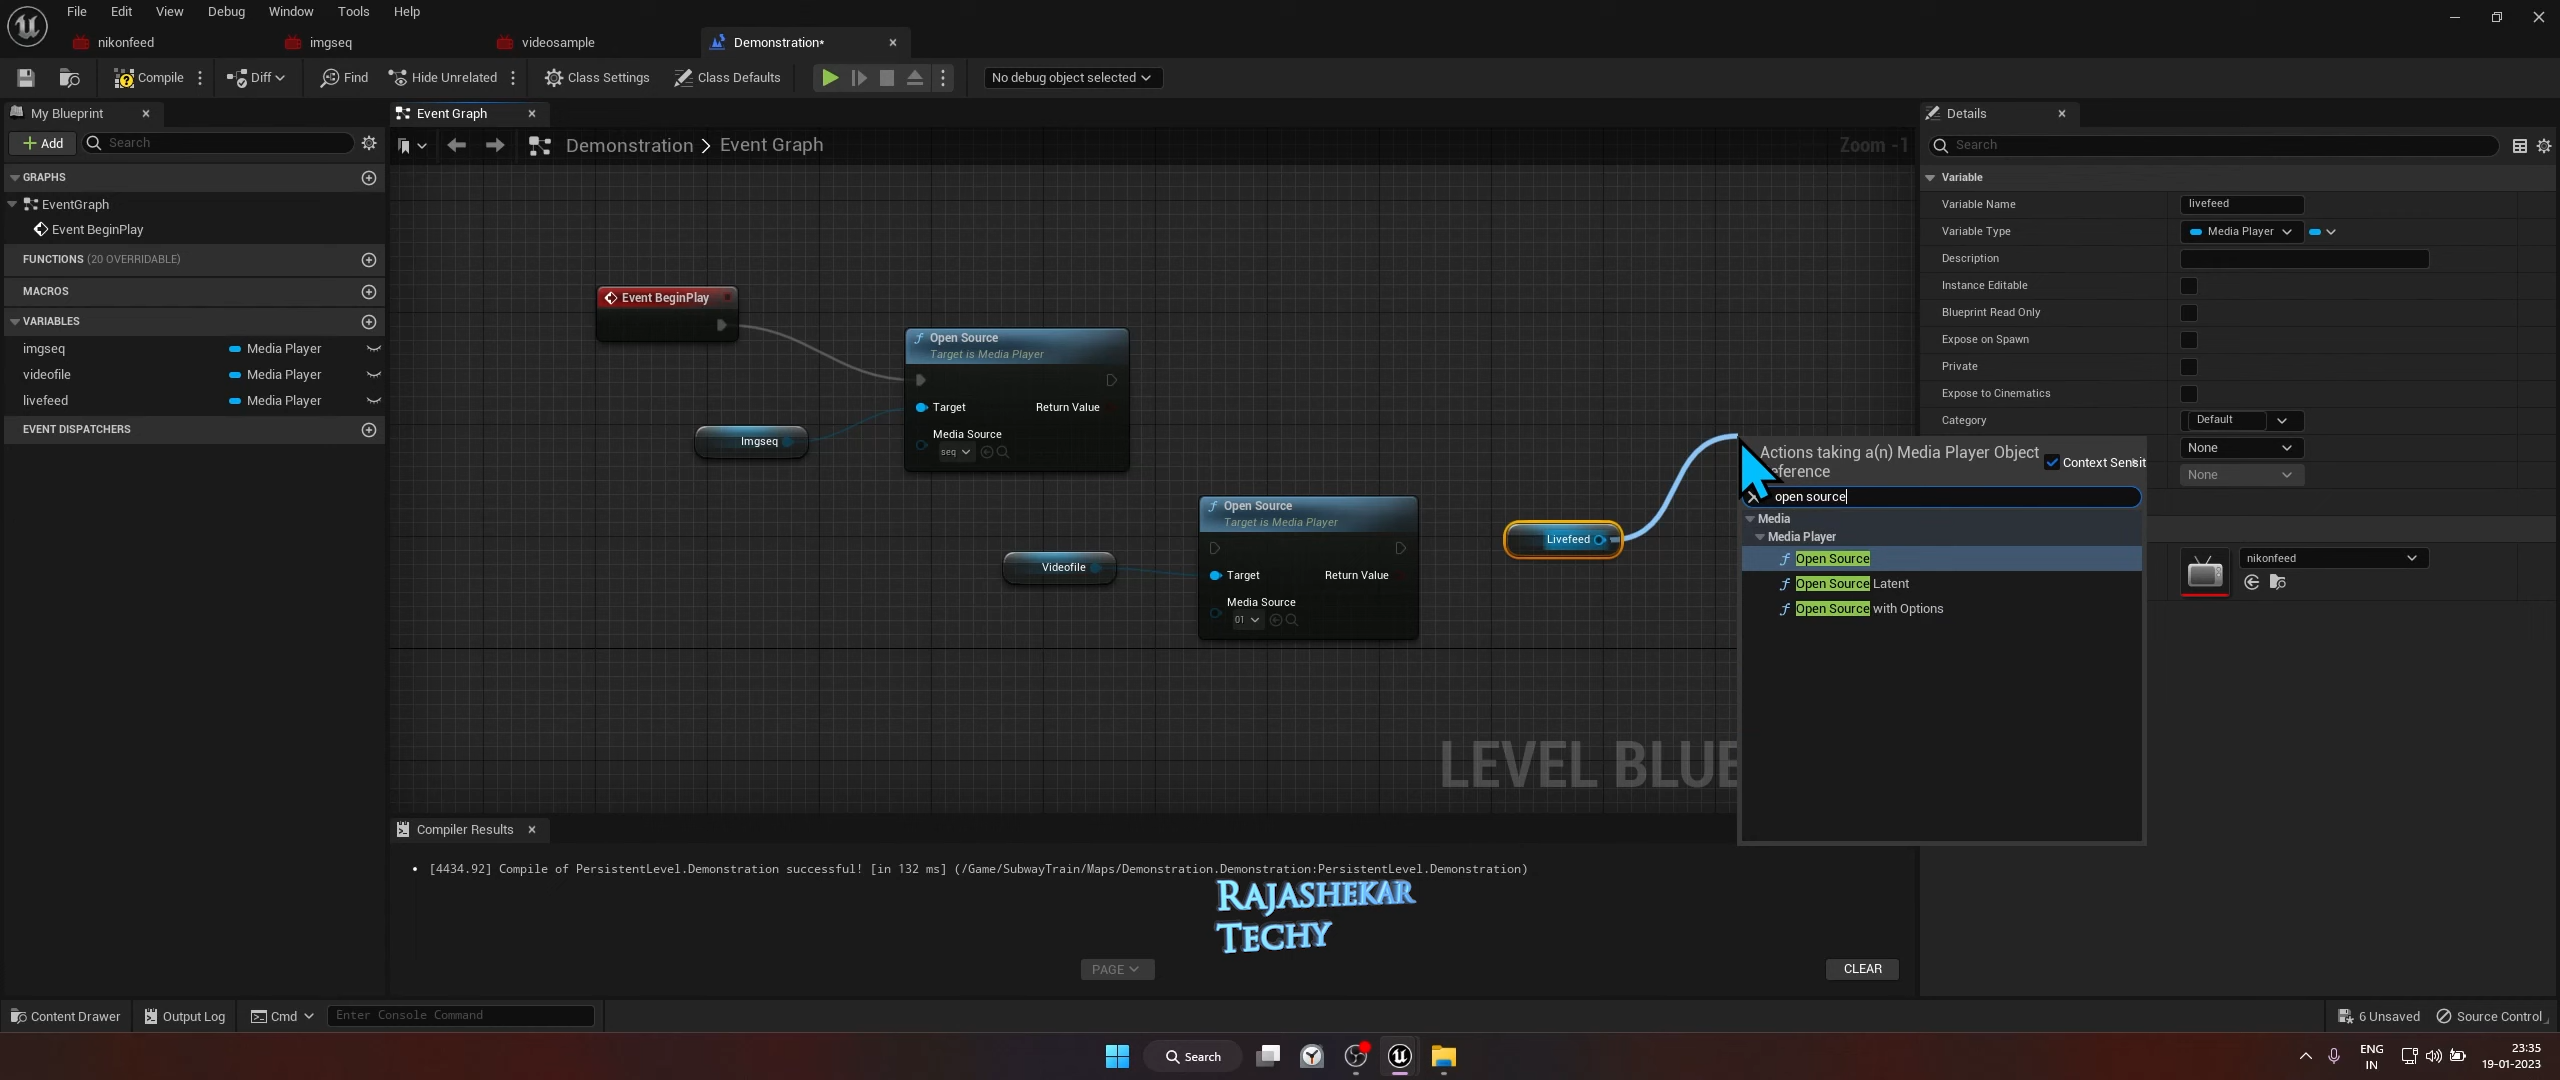 File Edit View Debug Window Tools Help
nikonfeed imgseq videosample Demonstration*
Compile Diff Find Hide Unrelated Class Settings Class Defaults No debug object selected
My Blueprint
Event Graph
Details
Add Search
Demonstration > Event Graph Zoom -1
Search
GRAPHS
EventGraph
Event BeginPlay
FUNCTIONS (20 OVERRIDABLE)
MACROS
VARIABLES
imgseq Media Player
videofile Media Player
livefeed Media Player
EVENT DISPATCHERS
Event BeginPlay
Open Source
Target is Media Player
Target Return Value
Media Source
seq
Imgseq
Open Source
Target is Media Player
Target Return Value
Media Source
01
Videofile
Livefeed
LEVEL BLUE
Actions taking a(n) Media Player Object
Context Sensit
open source
Media
Media Player
Open Source
Open Source Latent
Open Source with Options
Variable
Variable Name livefeed
Variable Type Media Player
Description
Instance Editable
Blueprint Read Only
Expose on Spawn
Private
Expose to Cinematics
Category Default
None
None
nikonfeed
Compiler Results
[4434.92] Compile of PersistentLevel.Demonstration successful! [in 132 ms] (/Game/SubwayTrain/Maps/Demonstration.Demonstration:PersistentLevel.Demonstration)
RAJASHEKAR
TECHY
PAGE CLEAR
Content Drawer Output Log Cmd Enter Console Command 6 Unsaved Source Control
Search
ENG
IN
23:35
19-01-2023